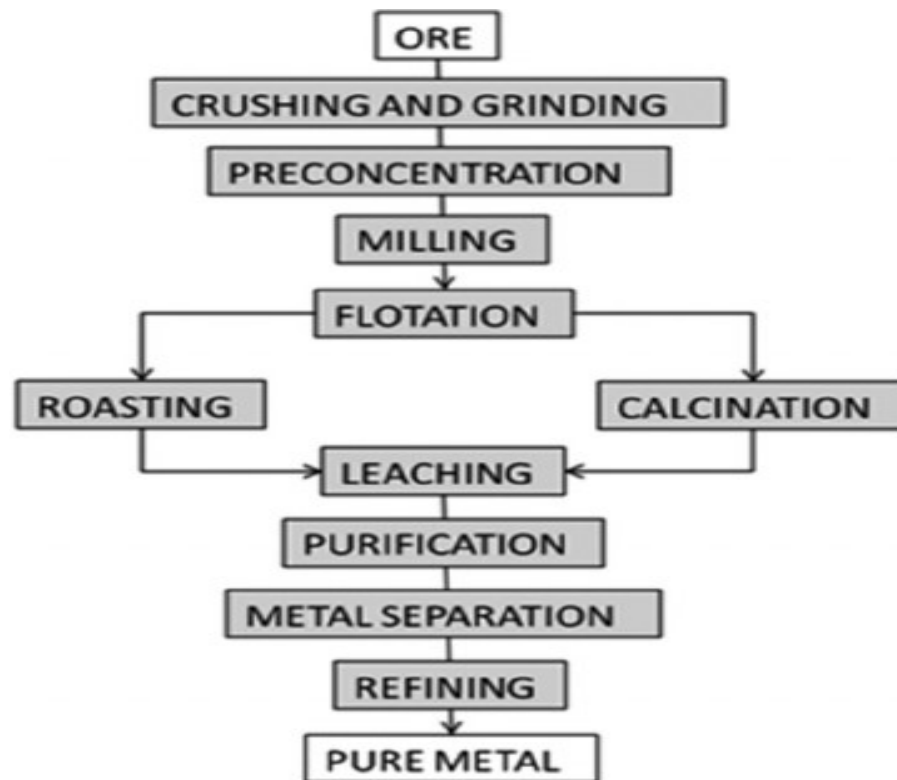 ORE
CRUSHING AND GRINDING
PRECONCENTRATION
MILLING
FLOTATION
ROASTING
CALCINATION
LEACHING
PURIFICATION
METAL SEPARATION
REFINING
PURE METAL